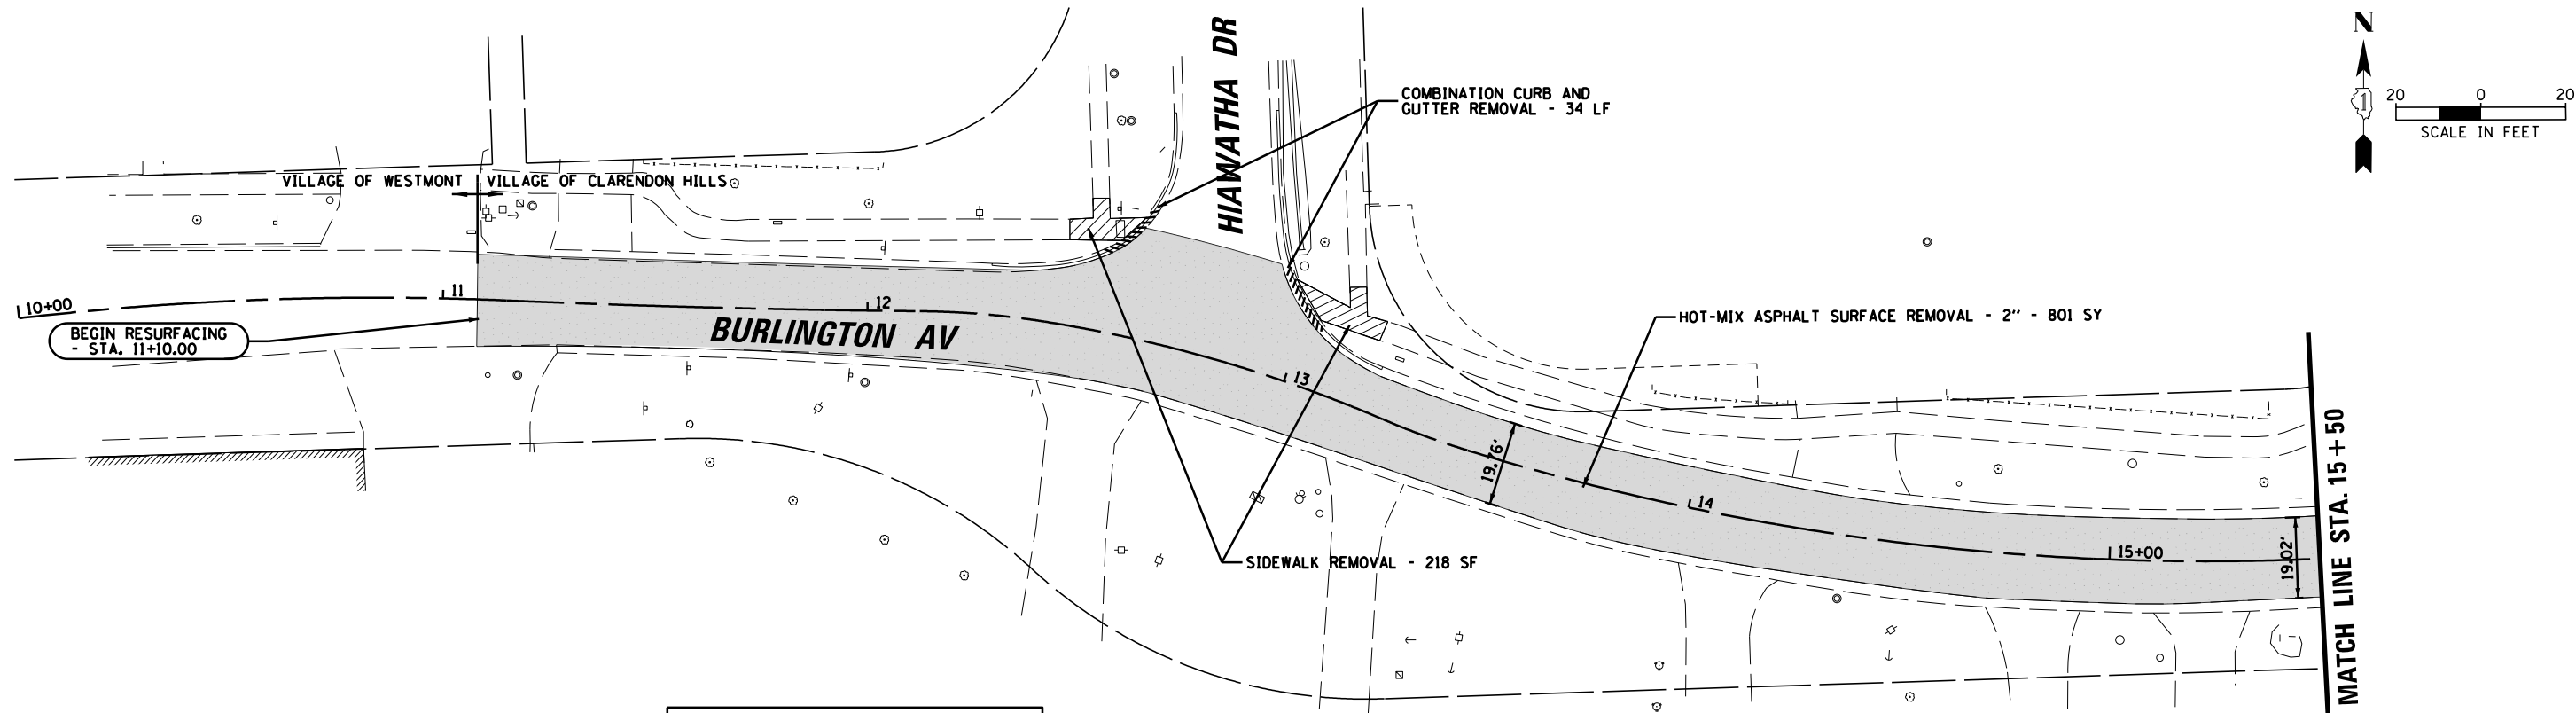 N
1
20 0 20
SCALE IN FEET
HIAWATHA DR
COMBINATION CURB AND
GUTTER REMOVAL - 34 LF
VILLAGE OF WESTMONT
VILLAGE OF CLARENDON HILLS
10+00
11
12
13
14
15+00
BEGIN RESURFACING
- STA. 11+10.00
BURLINGTON AV
HOT-MIX ASPHALT SURFACE REMOVAL - 2'' - 801 SY
19.76'
19.02'
SIDEWALK REMOVAL - 218 SF
MATCH LINE STA. 15+50